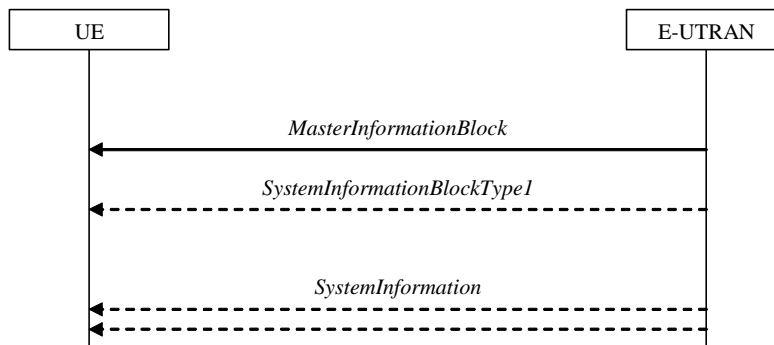 UE
E-UTRAN
MasterInformationBlock
SystemInformationBlockType1
SystemInformation